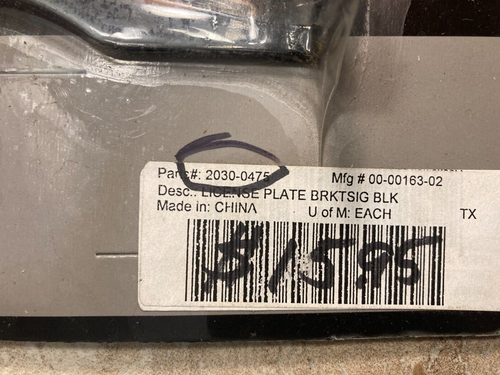 Part#: 2030-0475 Mfg # 00-00163-02
Desc.: LICENSE PLATE BRKTSIG BLK
Made in: CHINA U of M: EACH TX
$15.95